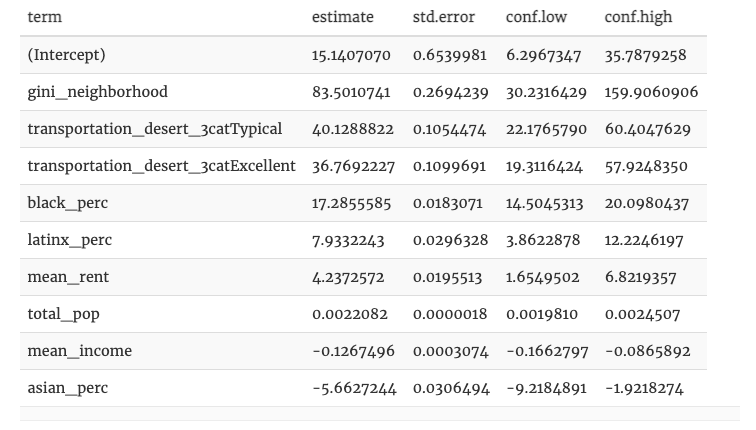 term estimate std.error conf.low conf.high
(Intercept) 15.1407070 0.6539981 6.2967347 35.7879258
gini_neighborhood 83.5010741 0.2694239 30.2316429 159.9060906
transportation_desert_3catTypical 40.1288822 0.1054474 22.1765790 60.4047629
transportation_desert_3catExcellent 36.7692227 0.1099691 19.3116424 57.9248350
black_perc 17.2855585 0.0183071 14.5045313 20.0980437
latinx_perc 7.9332243 0.0296328 3.8622878 12.2246197
mean_rent 4.2372572 0.0195513 1.6549502 6.8219357
total_pop 0.0022082 0.0000018 0.0019810 0.0024507
mean_income -0.1267496 0.0003074 -0.1662797 -0.0865892
asian_perc -5.6627244 0.0306494 -9.2184891 -1.9218274